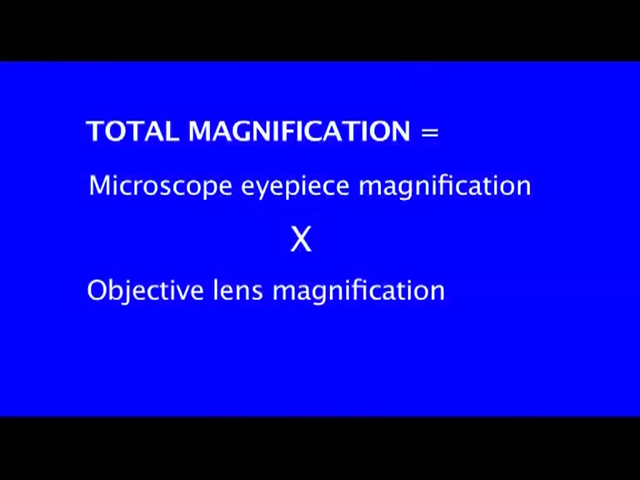 TOTAL MAGNIFICATION =
Microscope eyepiece magnification
X
Objective lens magnification